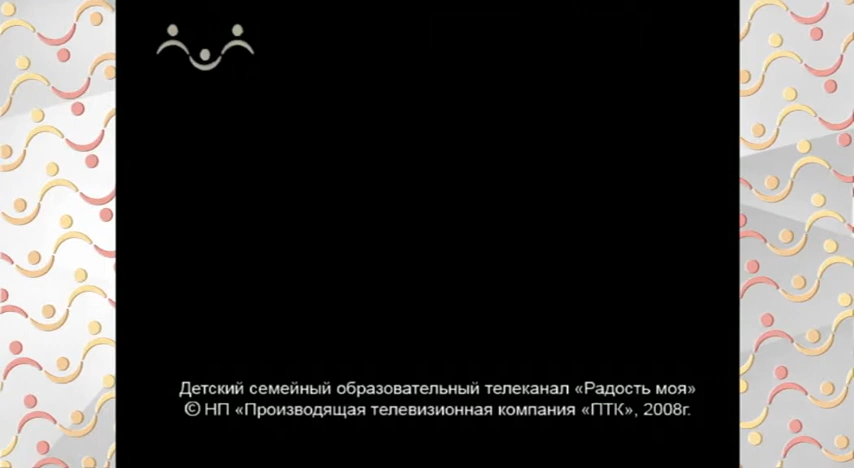 Детский семейный образовательный телеканал «Радость моя»
© НП «Производящая телевизионная компания «ПТК», 2008г.